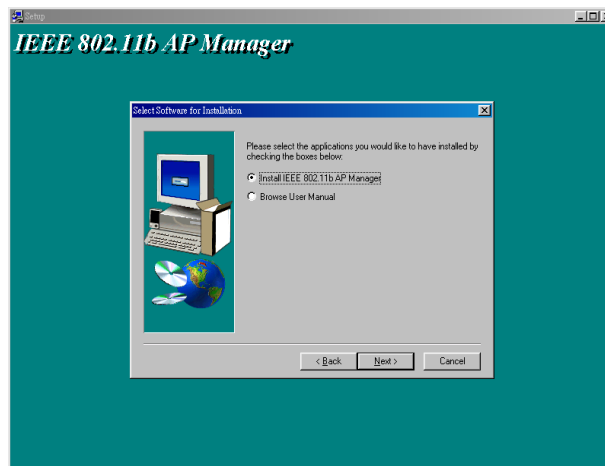 Setup
IEEE 802.11b AP Manager
Select Software for Installation
Please select the applications you would like to have installed by
checking the boxes below:
Install IEEE 802.11b AP Manager
Browse User Manual
< Back
Next >
Cancel